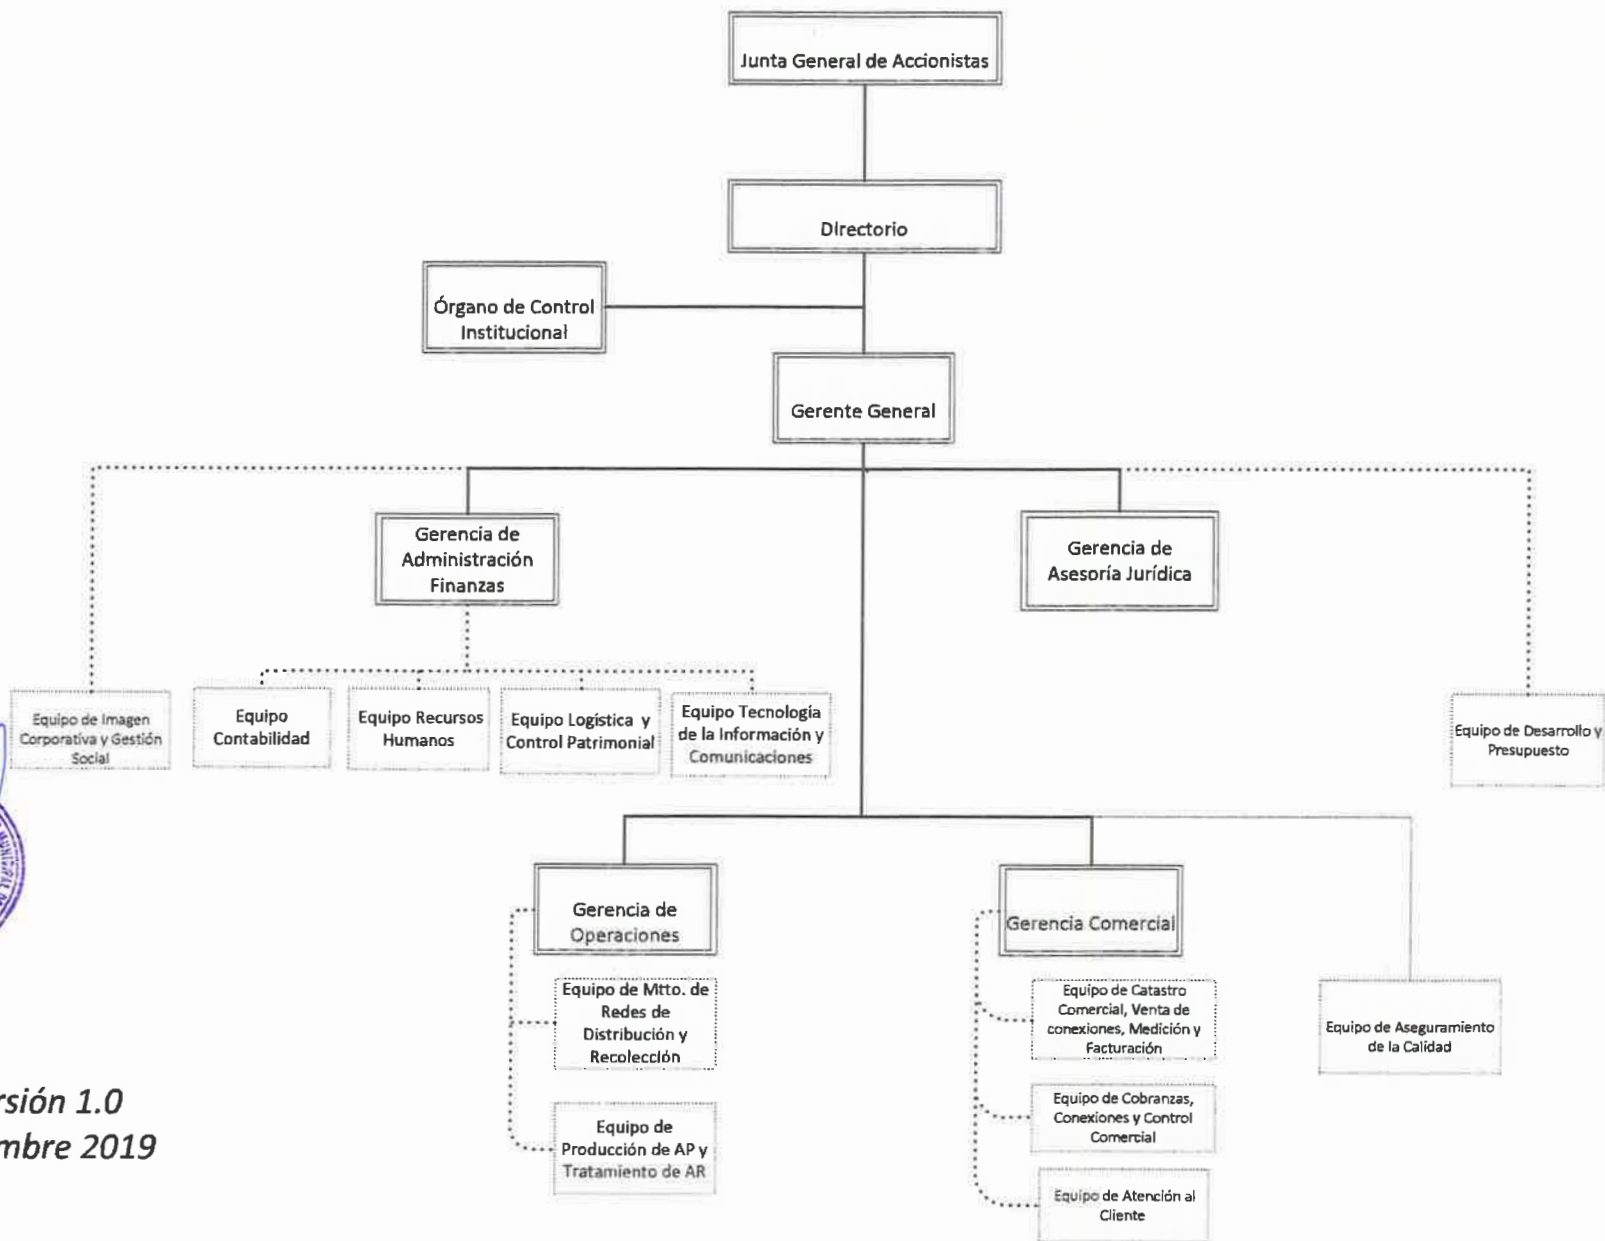 Junta General de Accionistas
Directorio
Órgano de Control
Institucional
Gerente General
Gerencia de
Administración
Finanzas
Gerencia de
Asesoría Jurídica
Equipo de Imagen
Corporativa y Gestión
Social
Equipo
Contabilidad
Equipo Recursos
Humanos
Equipo Logística y
Control Patrimonial
Equipo Tecnología
de la Información y
Comunicaciones
Equipo de Desarrollo y
Presupuesto
Gerencia de
Operaciones
Gerencia Comercial
Equipo de Mtto. de
Redes de
Distribución y
Recolección
Equipo de Catastro
Comercial, Venta de
conexiones, Medición y
Facturación
Equipo de Aseguramiento
de la Calidad
Equipo de Cobranzas,
Conexiones y Control
Comercial
Equipo de
Producción de AP y
Tratamiento de AR
Equipo de Atención al
Cliente
rsión 1.0
mbre 2019